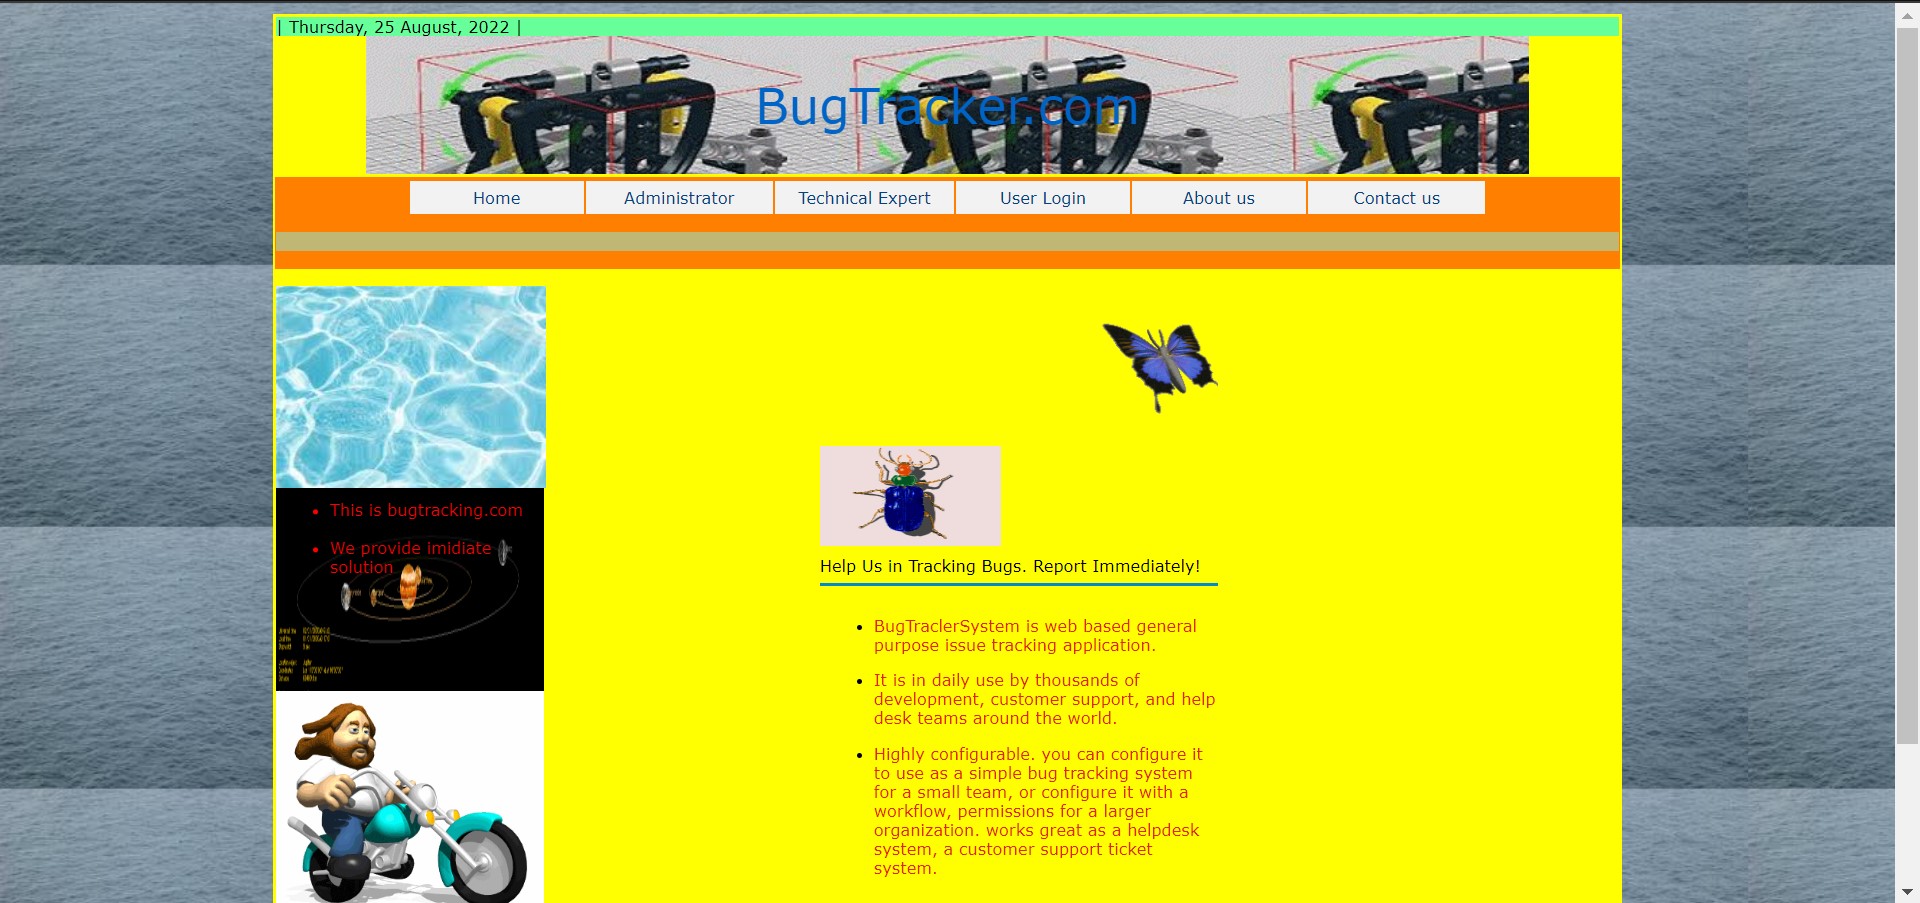 | Thursday, 25 August, 2022 |
BugTracker.com
Home
Administrator
Technical Expert
User Login
About us
Contact us
This is bugtracking.com
We provide imidiate
solution
Help Us in Tracking Bugs. Report Immediately!
BugTraclerSystem is web based general
purpose issue tracking application.
It is in daily use by thousands of
development, customer support, and help
desk teams around the world.
Highly configurable. you can configure it
to use as a simple bug tracking system
for a small team, or configure it with a
workflow, permissions for a larger
organization. works great as a helpdesk
system, a customer support ticket
system.